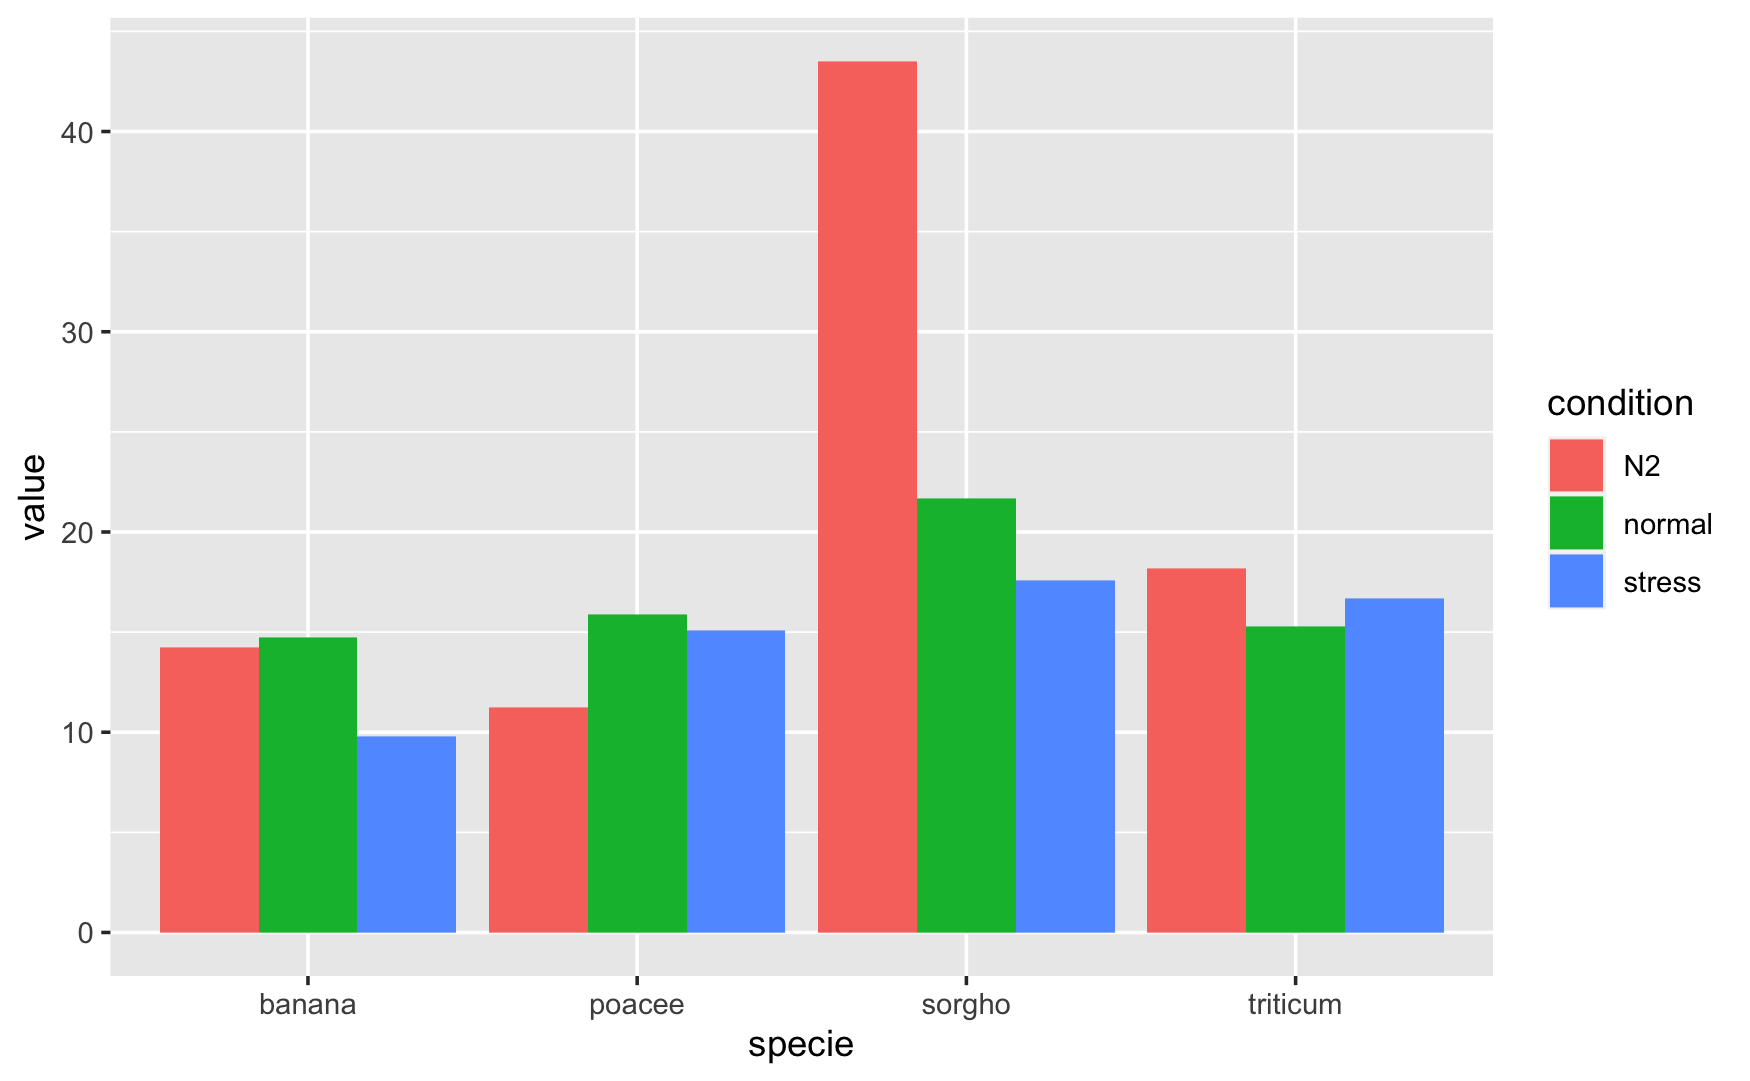 value
40
30
20
10
0
banana poacee sorgho triticum
specie
condition
N2
normal
stress